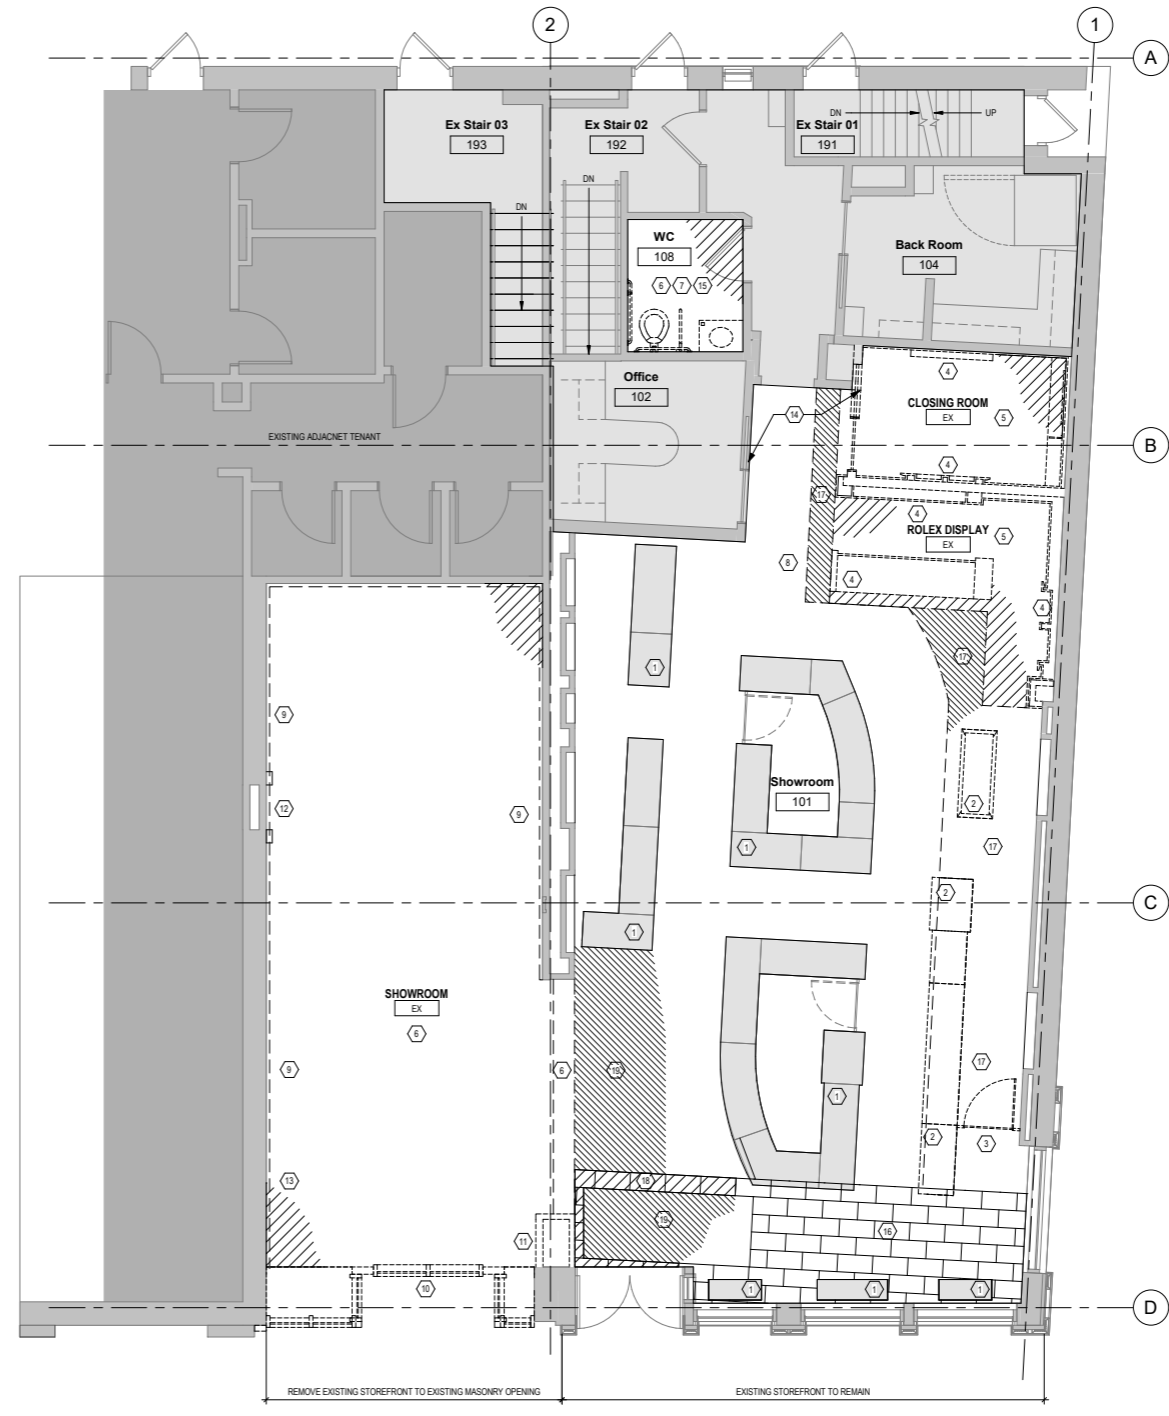 2
1
A
Ex Stair 03
193
Ex Stair 02
192
Ex Stair 01
191
DN
UP
DN
DN
WC
108
6
7
15
Back Room
104
Office
102
4
CLOSING ROOM
EX
5
14
EXISTING ADJACNET TENANT
B
4
17
4
ROLEX DISPLAY
EX
5
8
4
4
1
17
9
Showroom
101
2
12
9
1
17
2
C
1
SHOWROOM
EX
6
9
6
19
17
1
2
3
13
18
19
16
11
10
1
1
1
D
REMOVE EXISTING STOREFRONT TO EXISTING MASONRY OPENING
EXISTING STOREFRONT TO REMAIN